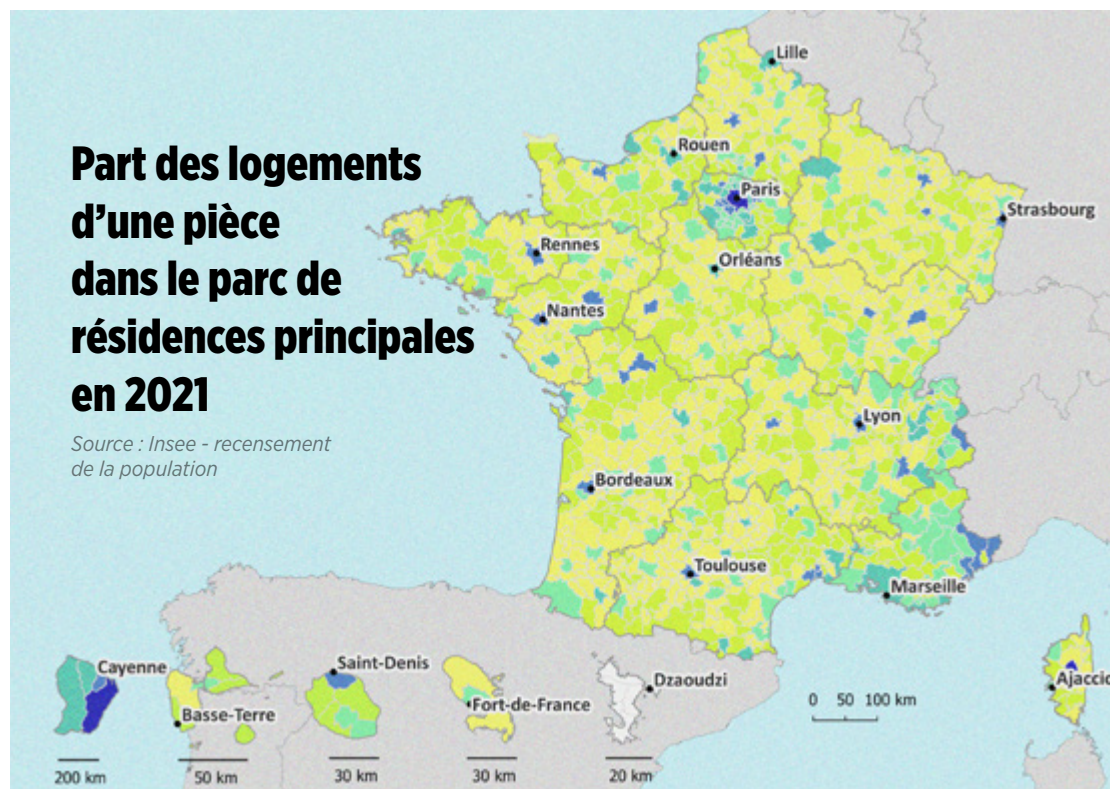 Part des logements
d’une pièce
dans le parc de
résidences principales
en 2021
Source : Insee - recensement
de la population
Lille
Rouen
Paris
Strasbourg
Rennes
Orléans
Nantes
Lyon
Bordeaux
Toulouse
Marseille
Cayenne
Saint-Denis
Dzaoudzi
Ajaccio
Basse-Terre
Fort-de-France
0 50 100 km
200 km
50 km
30 km
30 km
20 km